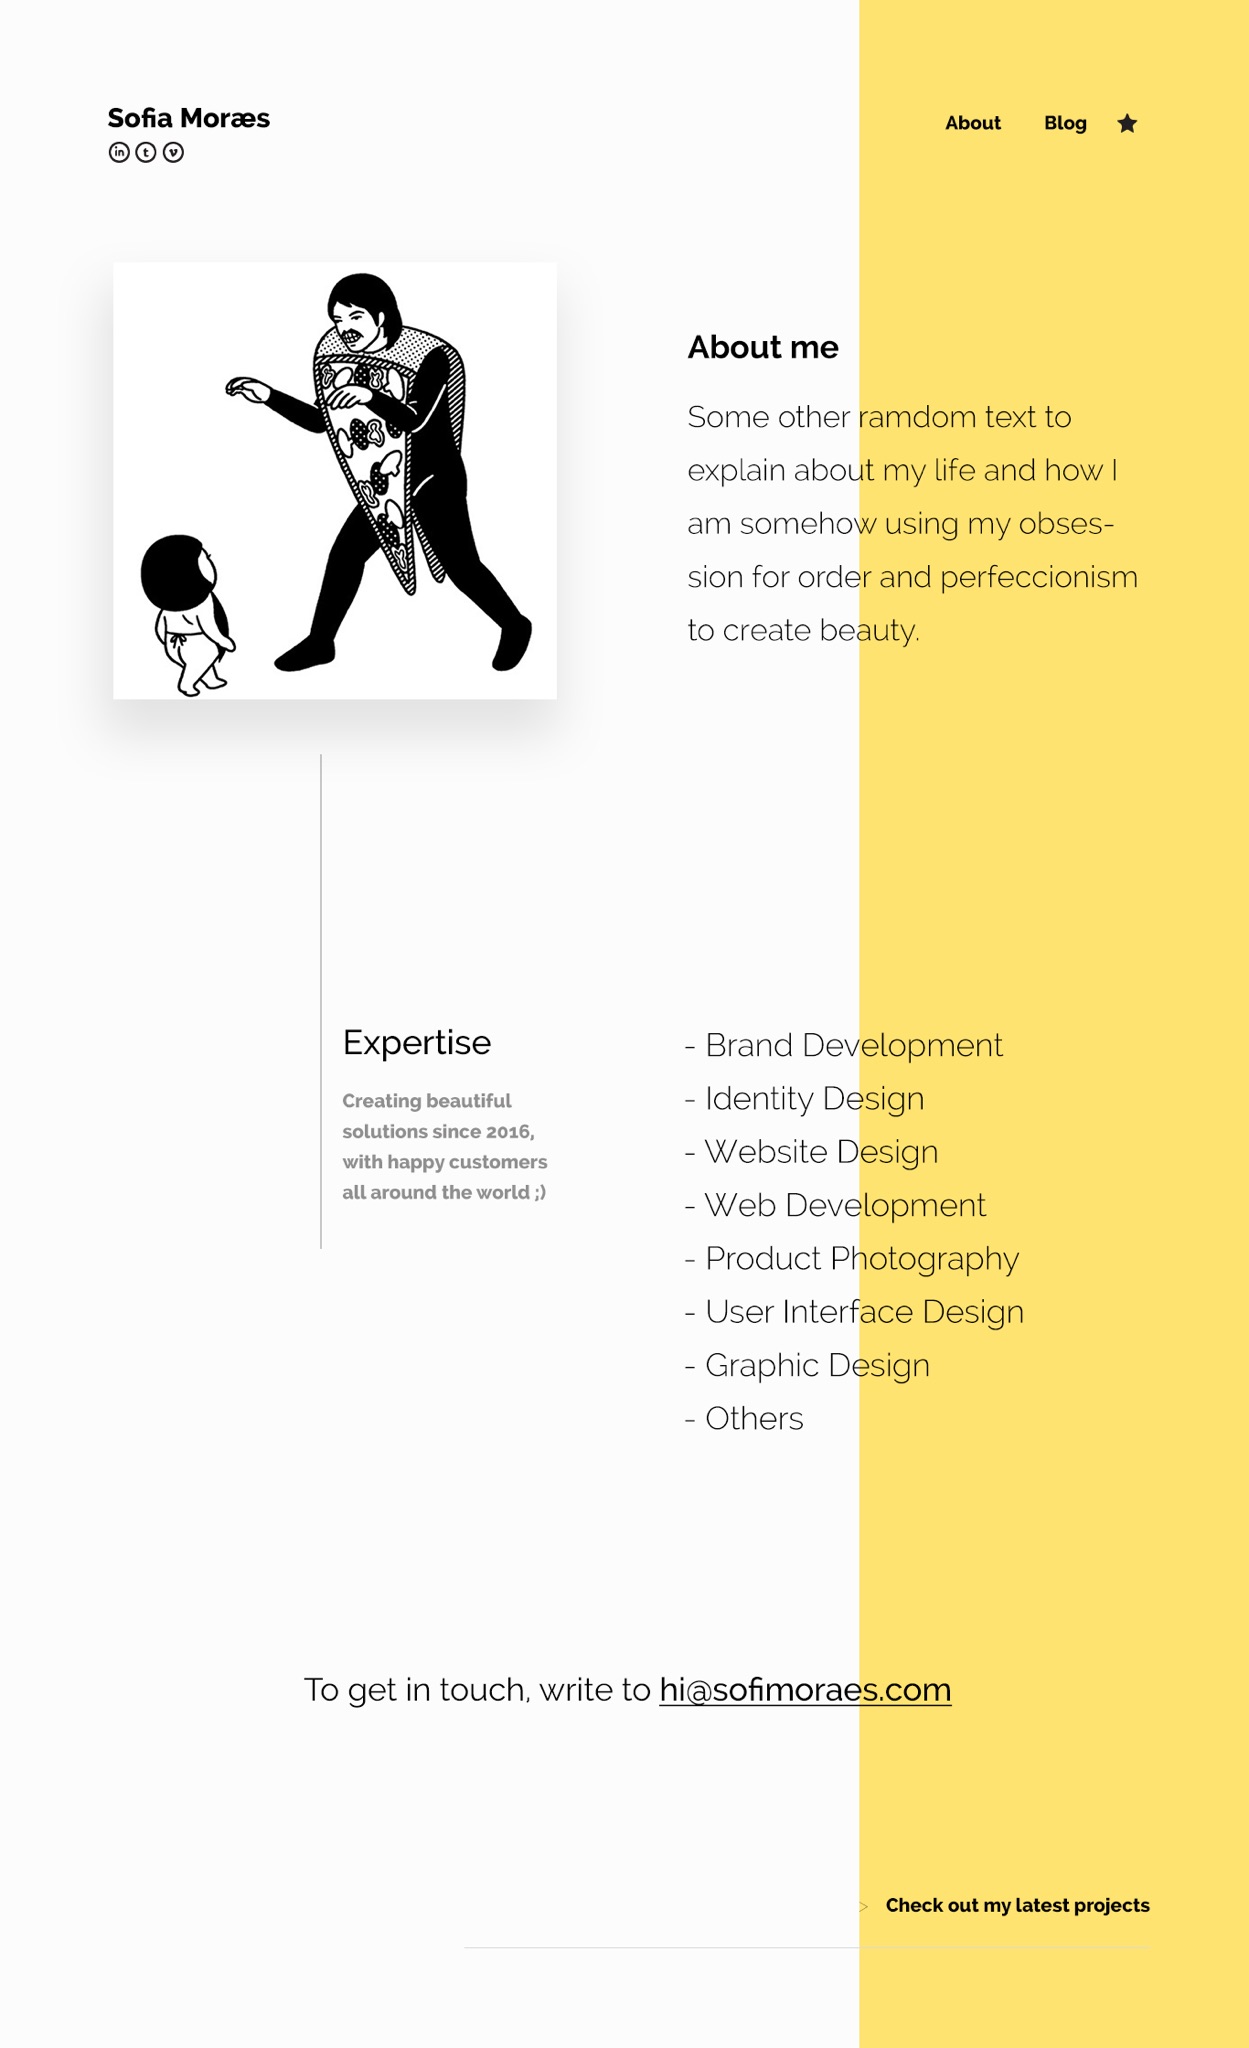 Sofia Moræs
in t v
About Blog
About me
Some other ramdom text to
explain about my life and how I
am somehow using my obses-
sion for order and perfeccionism
to create beauty.
Expertise
Creating beautiful
solutions since 2016,
with happy customers
all around the world ;)
- Brand Development
- Identity Design
- Website Design
- Web Development
- Product Photography
- User Interface Design
- Graphic Design
- Others
To get in touch, write to hi@sofimoraes.com
> Check out my latest projects